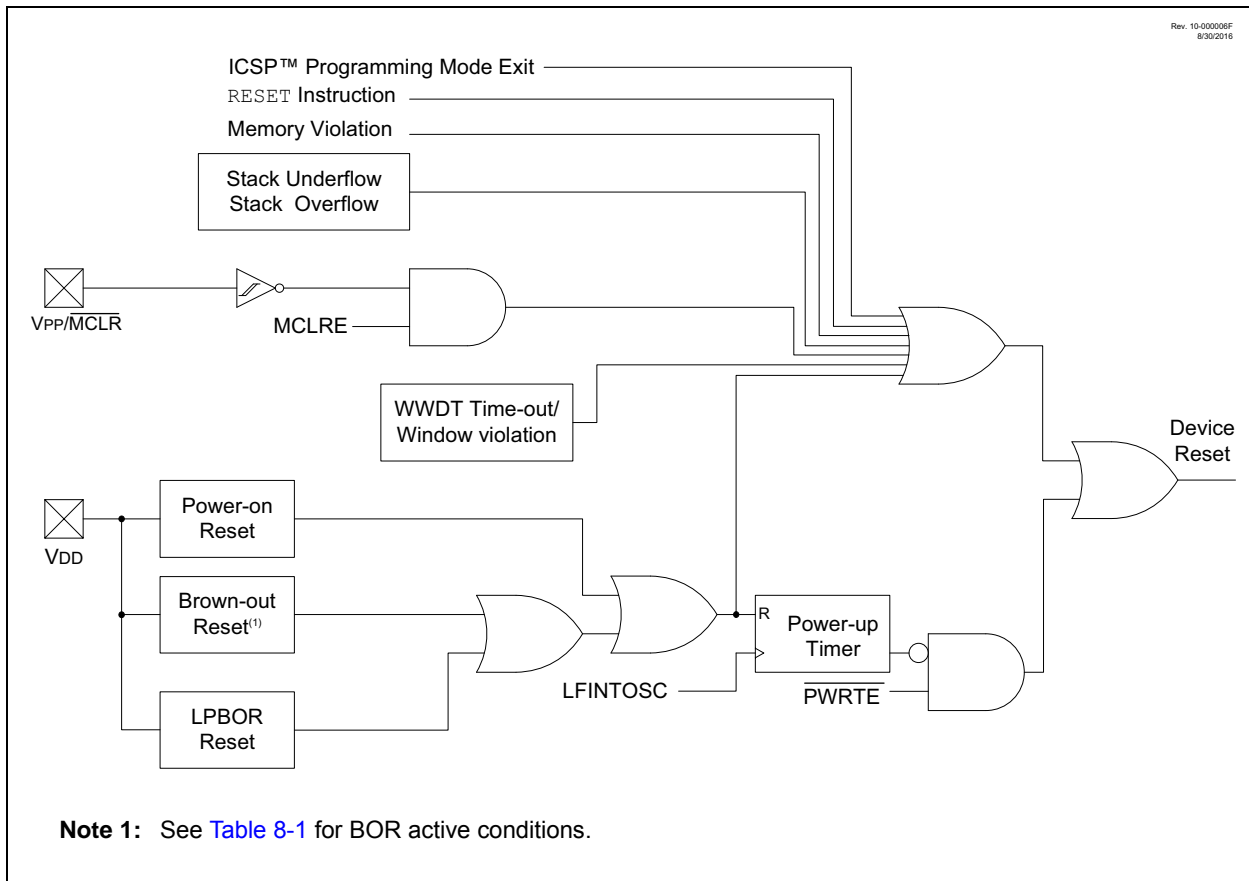 Rev. 10-000006F
8/30/2016
ICSP™ Programming Mode Exit
RESET Instruction
Memory Violation
Stack Underflow
Stack Overflow
VPP/MCLR
MCLRE
WWDT Time-out/
Window violation
Device
Reset
VDD
Power-on
Reset
Brown-out
Reset(1)
R
Power-up
Timer
LFINTOSC
PWRTE
LPBOR
Reset
Note 1: See Table 8-1 for BOR active conditions.